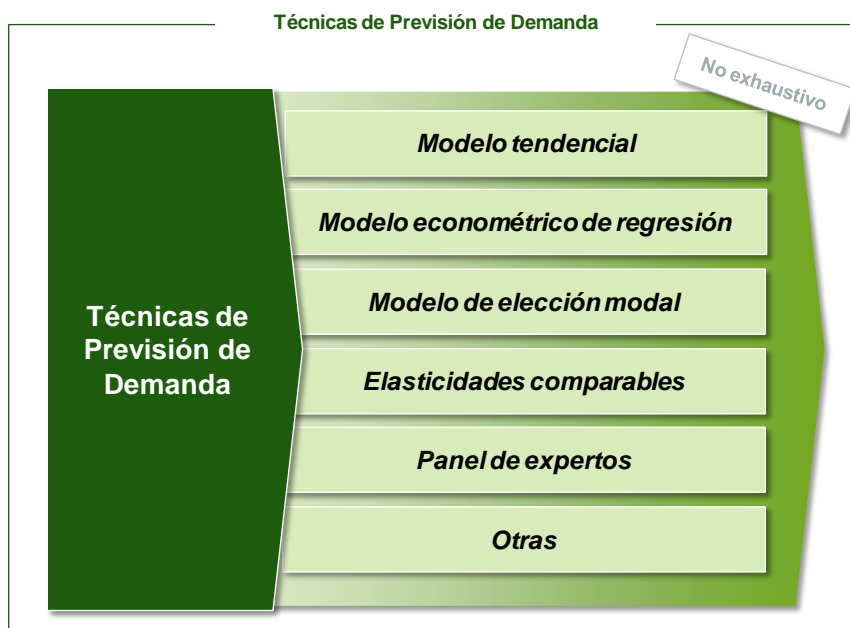 Técnicas de Previsión de Demanda
No exhaustivo
Técnicas de
Previsión de
Demanda
Modelo tendencial
Modelo econométrico de regresión
Modelo de elección modal
Elasticidades comparables
Panel de expertos
Otras